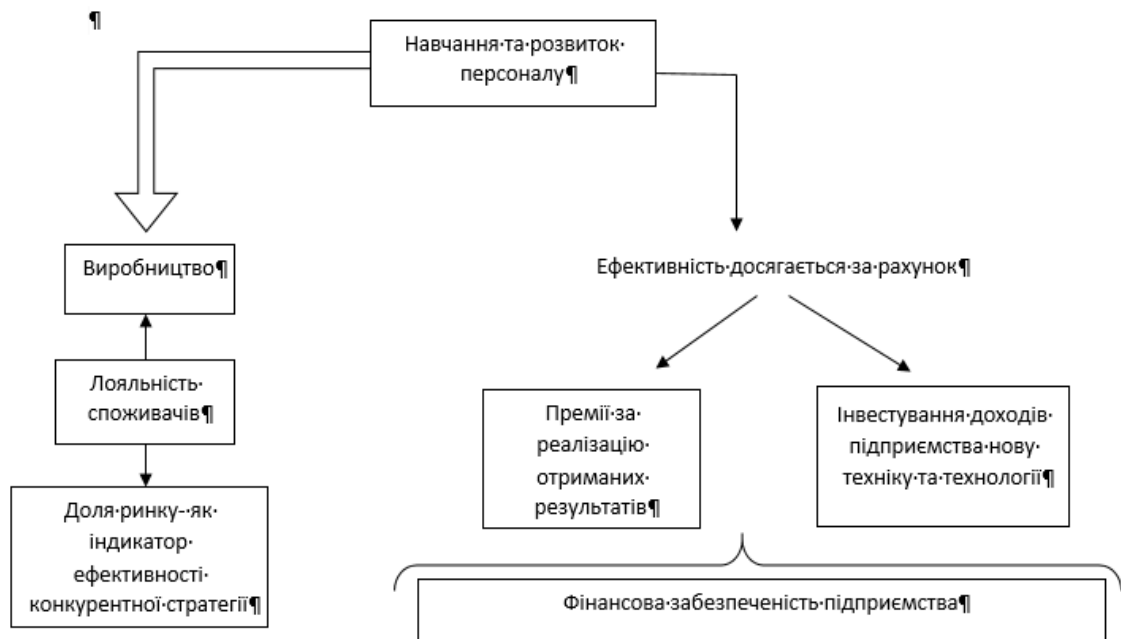 ¶
Навчання·та·розвиток·
персоналу¶
Виробництво¶
Ефективність·досягається·за·рахунок¶
Лояльність·
споживачів¶
Премії·за·
реалізацію·
отриманих·
результатів¶
Інвестування·доходів·
підприємства·нову·
техніку·та·технології¶
Доля·ринку-·як·
індикатор·
ефективності·
конкурентної·стратегії¶
Фінансова·забезпеченість·підприємства¶